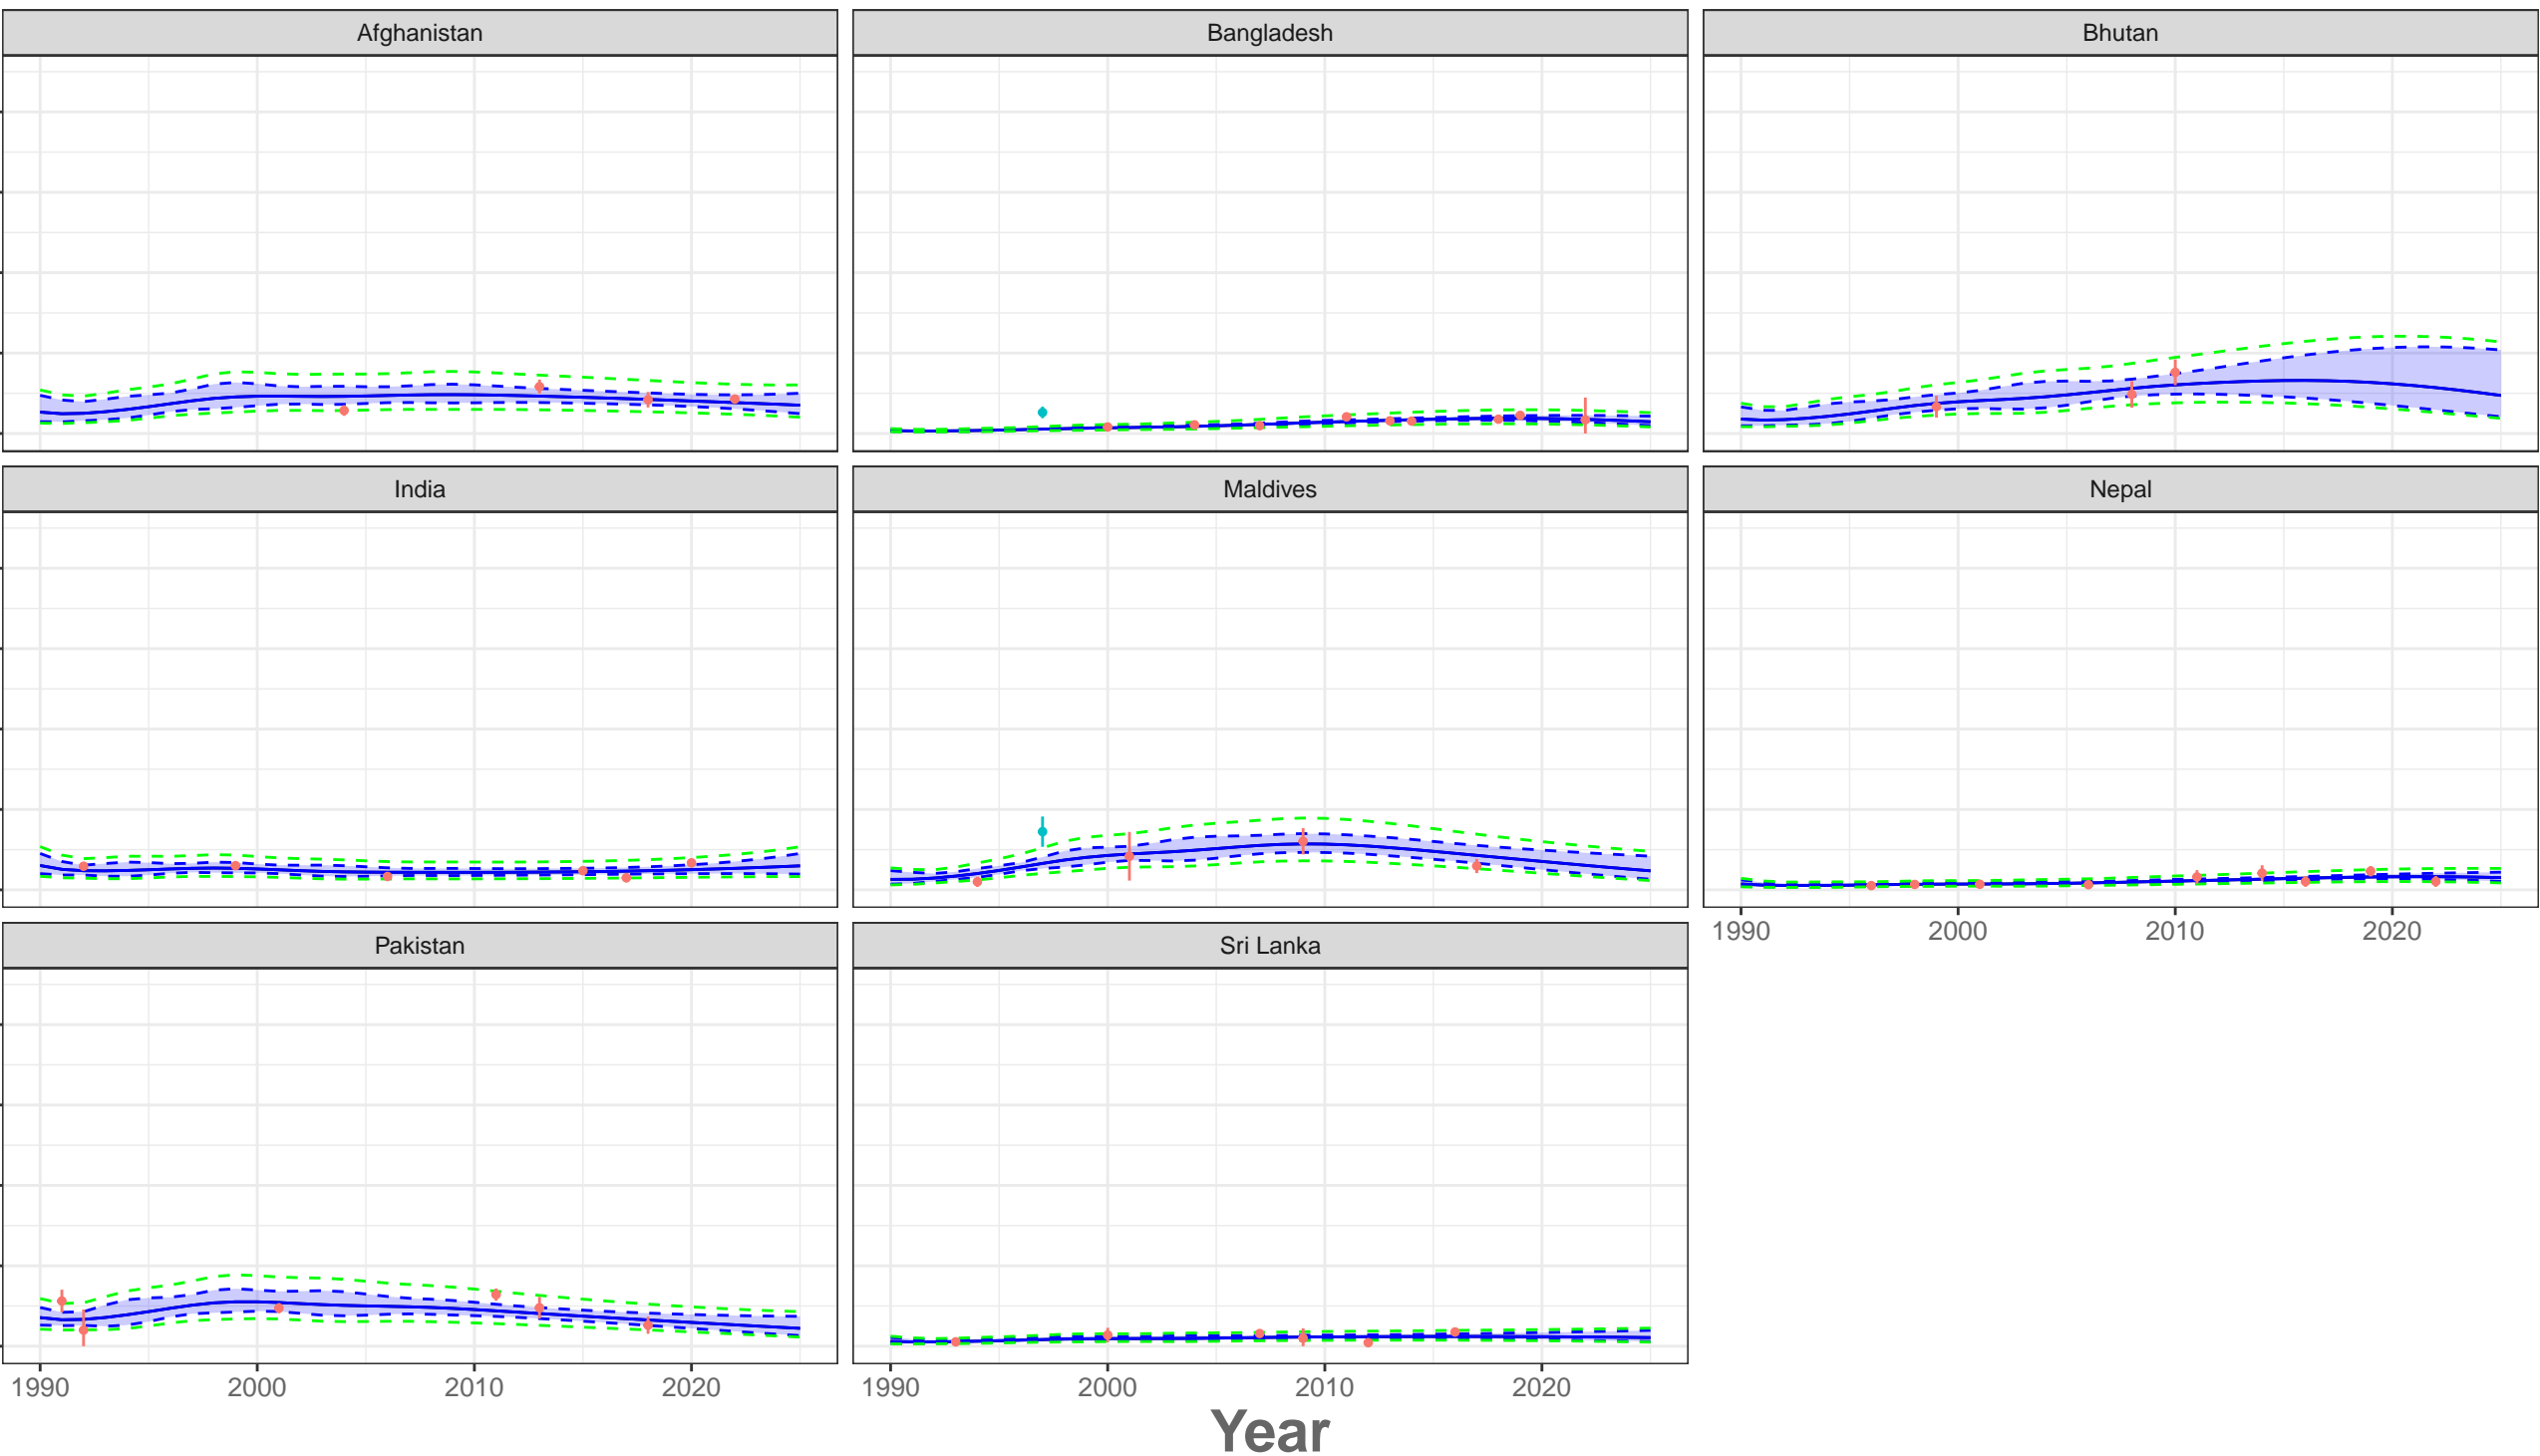 Afghanistan Bangladesh Bhutan
India Maldives Nepal
1990 2000 2010 2020
Pakistan Sri Lanka
1990 2000 2010 2020 1990 2000 2010 2020
Year